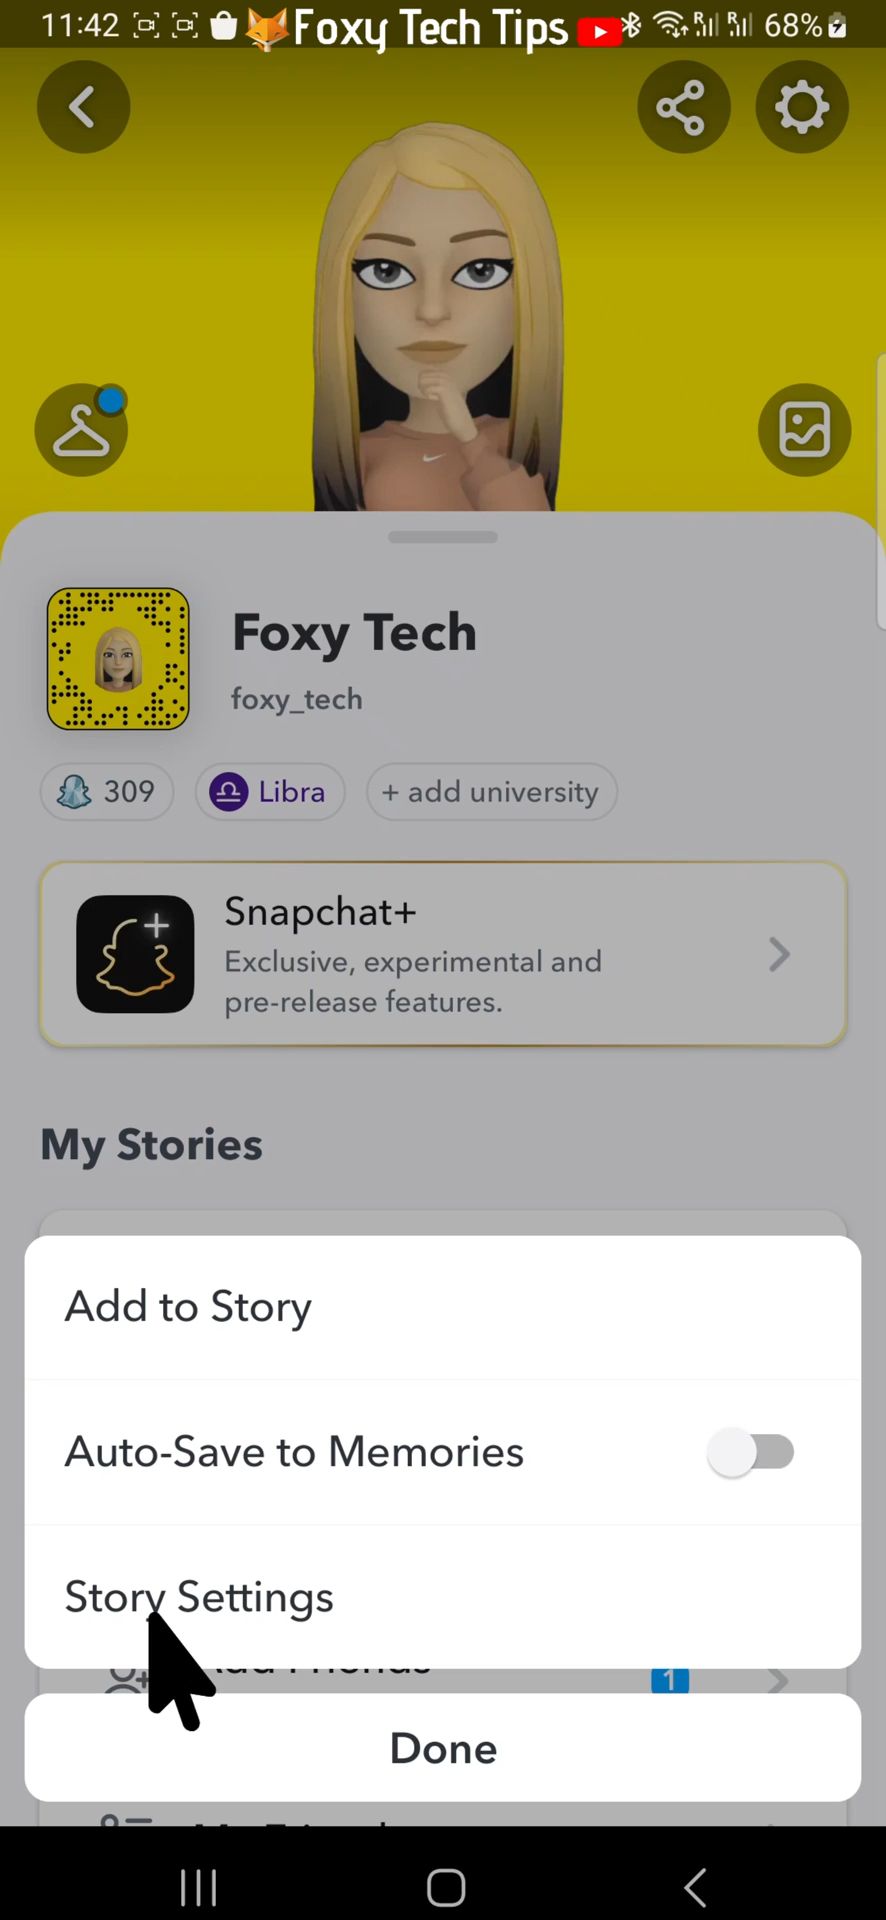 11:42 Foxy Tech Tips 68%
Foxy Tech
foxy_tech
309 Libra + add university
Snapchat+
Exclusive, experimental and
pre-release features.
My Stories
Add to Story
Auto-Save to Memories
Story Settings
1
Done